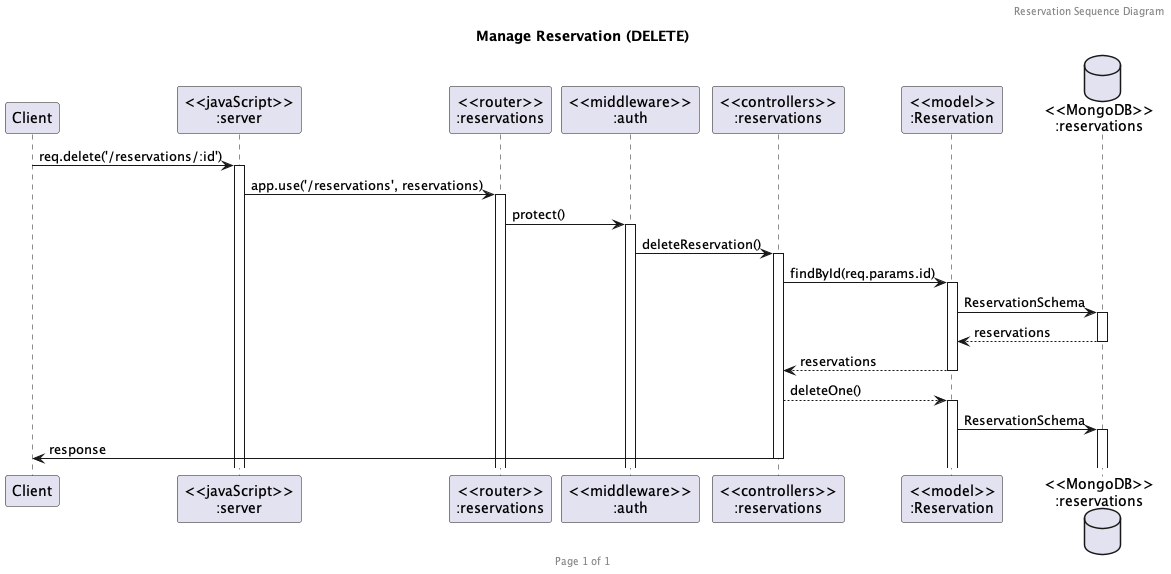 Reservation Sequence Diagram
Manage Reservation (DELETE)
Client
<<javaScript>>
:server
<<router>>
:reservations
<<middleware>>
:auth
<<controllers>>
:reservations
<<model>>
:Reservation
<<MongoDB>>
:reservations
req.delete('/reservations/:id')
app.use('/reservations', reservations)
protect()
deleteReservation()
findById(req.params.id)
ReservationSchema
reservations
reservations
deleteOne()
ReservationSchema
response
Client
<<javaScript>>
:server
<<router>>
:reservations
<<middleware>>
:auth
<<controllers>>
:reservations
<<model>>
:Reservation
<<MongoDB>>
:reservations
Page 1 of 1